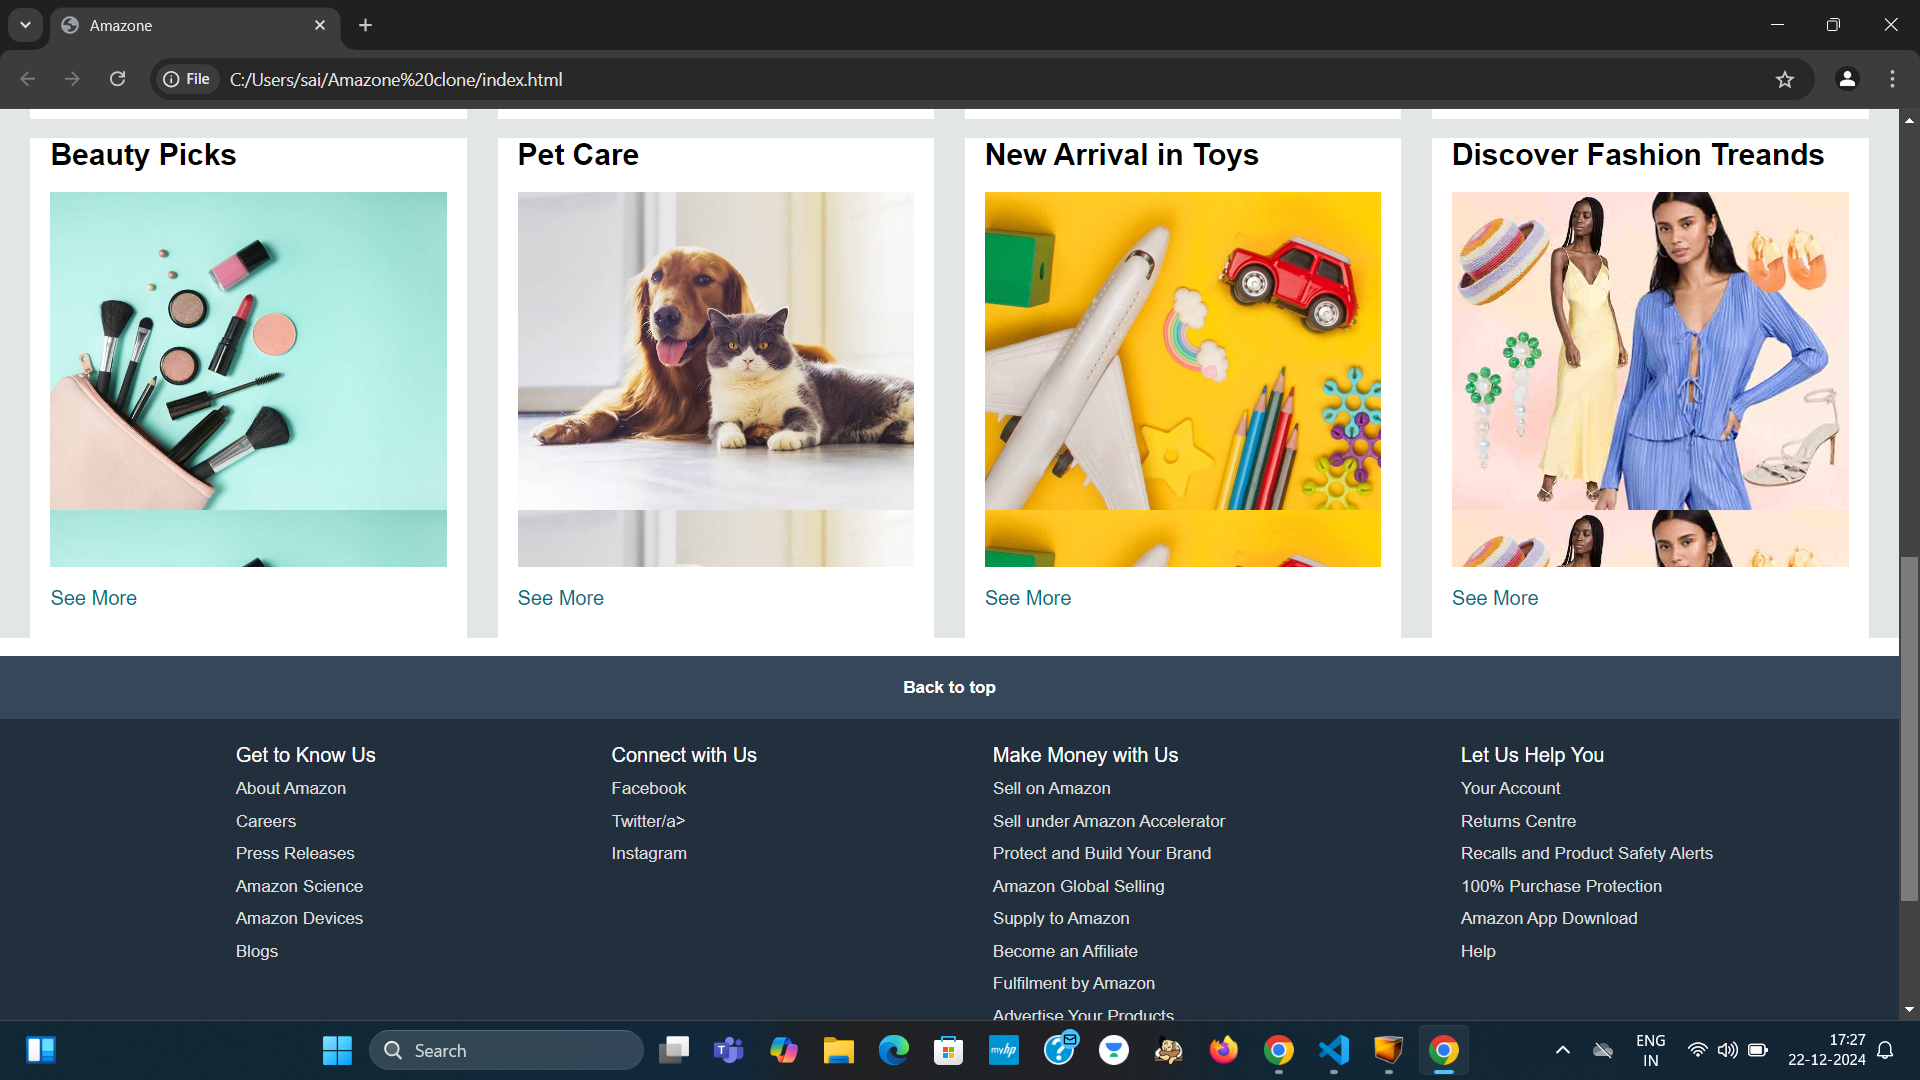 Amazone
File C:/Users/sai/Amazone%20clone/index.html
Beauty Picks
Pet Care
New Arrival in Toys
Discover Fashion Treands
See More
See More
See More
See More
Back to top
Get to Know Us
About Amazon
Careers
Press Releases
Amazon Science
Amazon Devices
Blogs
Connect with Us
Facebook
Twitter/a>
Instagram
Make Money with Us
Sell on Amazon
Sell under Amazon Accelerator
Protect and Build Your Brand
Amazon Global Selling
Supply to Amazon
Become an Affiliate
Fulfilment by Amazon
Advertise Your Products
Let Us Help You
Your Account
Returns Centre
Recalls and Product Safety Alerts
100% Purchase Protection
Amazon App Download
Help
Search
T
myhp
ENG
IN
17:27
22-12-2024